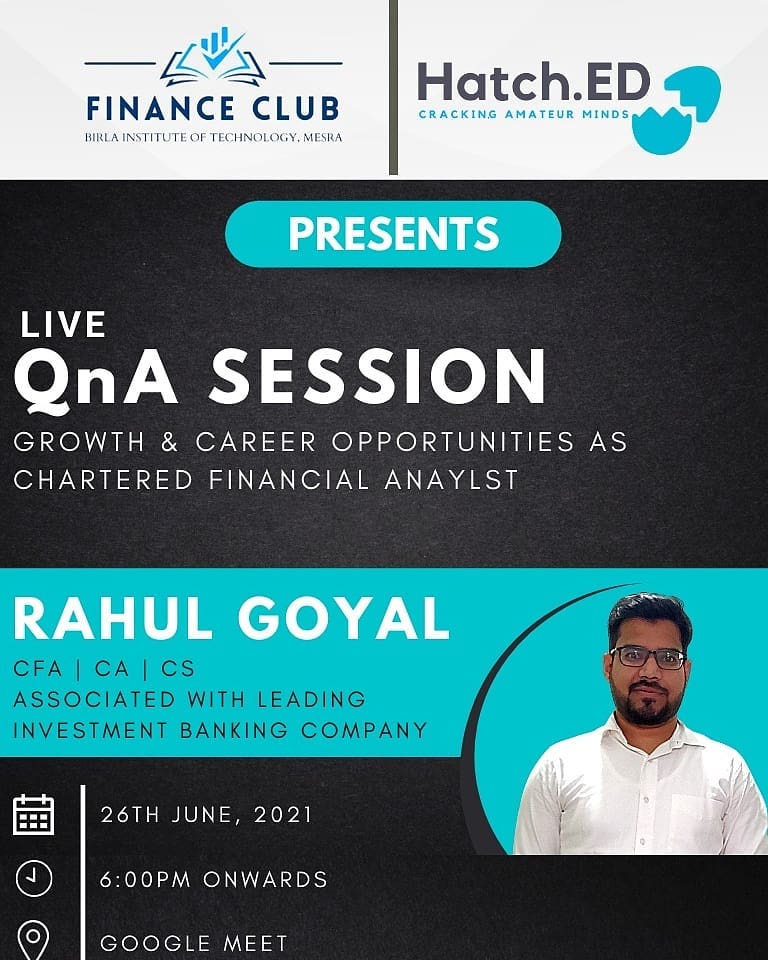 FINANCE CLUB
BIRLA INSTITUTE OF TECHNOLOGY, MESRA
Hatch.ED
CRACKING AMATEUR MINDS
PRESENTS
LIVE
QnA SESSION
GROWTH & CAREER OPPORTUNITIES AS
CHARTERED FINANCIAL ANAYLST
RAHUL GOYAL
CFA | CA | CS
ASSOCIATED WITH LEADING
INVESTMENT BANKING COMPANY
26TH JUNE, 2021
6:00PM ONWARDS
GOOGLE MEET